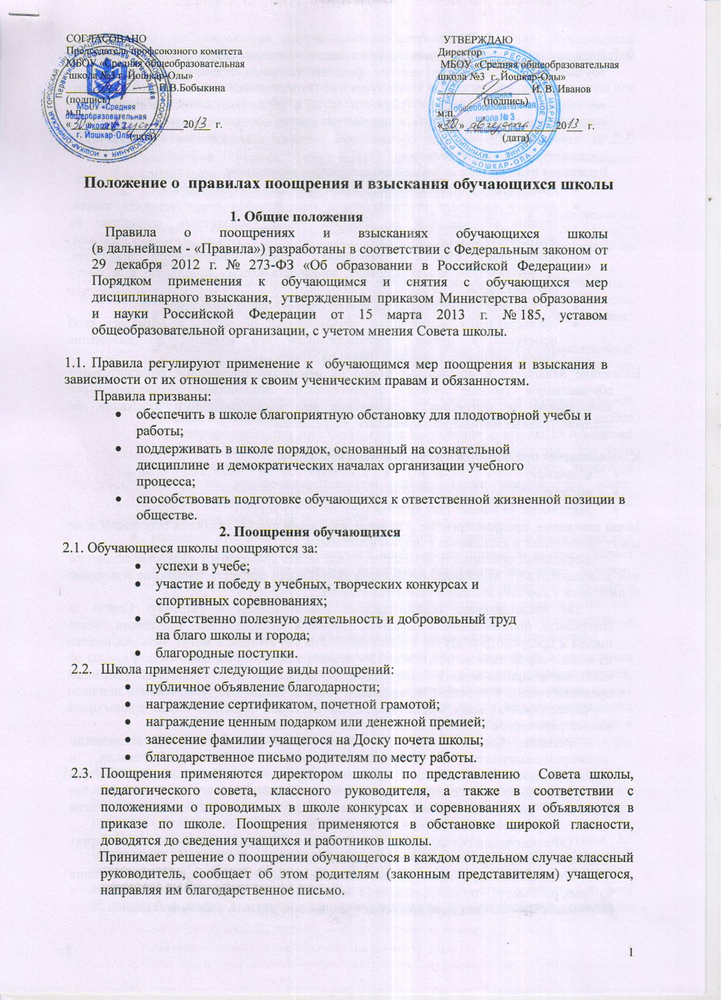 СОГЛАСОВАНО
Председатель профсоюзного комитета
МБОУ «Средняя общеобразовательная
школа №3 г. Йошкар-Олы»
Н.В.Бобыкина
(подпись)
м.п.
«30» августа 2013 г.
(дата)
МБОУ «Средняя
общеобразовательная
школа № 3
г. Йошкар-Олы»
УТВЕРЖДАЮ
Директор
МБОУ «Средняя общеобразовательная
школа №3 г. Йошкар-Олы»
И. В. Иванов
(подпись)
м.п.
«30» августа 2013 г.
(дата)
«Средняя
общеобразовательная
школа № 3
г. Йошкар-Олы»
Положение о правилах поощрения и взыскания обучающихся школы
1. Общие положения
Правила о поощрениях и взысканиях обучающихся школы
(в дальнейшем - «Правила») разработаны в соответствии с Федеральным законом от
29 декабря 2012 г. № 273-ФЗ «Об образовании в Российской Федерации» и
Порядком применения к обучающимся и снятия с обучающихся мер
дисциплинарного взыскания, утвержденным приказом Министерства образования
и науки Российской Федерации от 15 марта 2013 г. № 185, уставом
общеобразовательной организации, с учетом мнения Совета школы.
1.1. Правила регулируют применение к обучающимся мер поощрения и взыскания в
зависимости от их отношения к своим ученическим правам и обязанностям.
Правила призваны:
• обеспечить в школе благоприятную обстановку для плодотворной учебы и
работы;
• поддерживать в школе порядок, основанный на сознательной
дисциплине и демократических началах организации учебного
процесса;
• способствовать подготовке обучающихся к ответственной жизненной позиции в
обществе.
2. Поощрения обучающихся
2.1. Обучающиеся школы поощряются за:
• успехи в учебе;
• участие и победу в учебных, творческих конкурсах и
спортивных соревнованиях;
• общественно полезную деятельность и добровольный труд
на благо школы и города;
• благородные поступки.
2.2. Школа применяет следующие виды поощрений:
• публичное объявление благодарности;
• награждение сертификатом, почетной грамотой;
• награждение ценным подарком или денежной премией;
• занесение фамилии учащегося на Доску почета школы;
• благодарственное письмо родителям по месту работы.
2.3. Поощрения применяются директором школы по представлению Совета школы,
педагогического совета, классного руководителя, а также в соответствии с
положениями о проводимых в школе конкурсах и соревнованиях и объявляются в
приказе по школе. Поощрения применяются в обстановке широкой гласности,
доводятся до сведения учащихся и работников школы.
Принимает решение о поощрении обучающегося в каждом отдельном случае классный
руководитель, сообщает об этом родителям (законным представителям) учащегося,
направляя им благодарственное письмо.
1